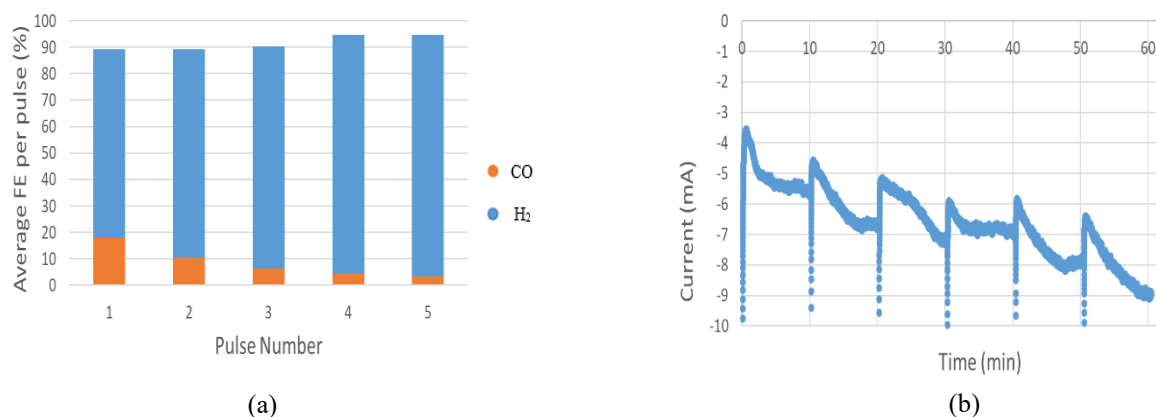 Average FE per pulse (%)
100
90
80
70
60
50
40
30
20
10
0
1 2 3 4 5
Pulse Number
CO
H₂
(a)
Current (mA)
0
-1
-2
-3
-4
-5
-6
-7
-8
-9
-10
0 10 20 30 40 50 60
Time (min)
(b)